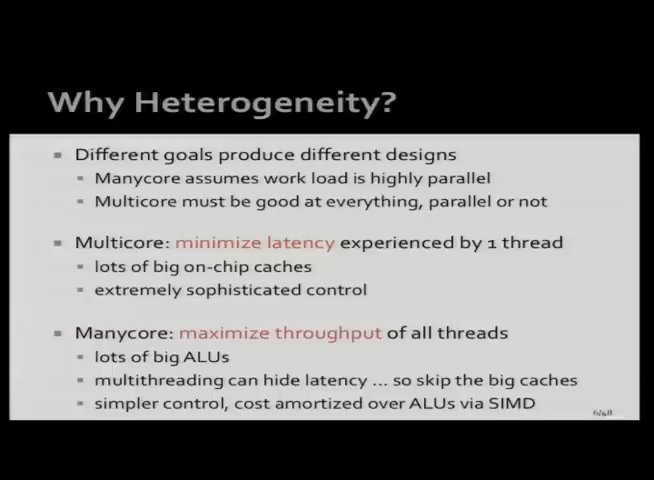 Why Heterogeneity?
Different goals produce different designs
Manycore assumes work load is highly parallel
Multicore must be good at everything, parallel or not
Multicore: minimize latency experienced by 1 thread
lots of big on-chip caches
extremely sophisticated control
Manycore: maximize throughput of all threads
lots of big ALUs
multithreading can hide latency ... so skip the big caches
simpler control, cost amortized over ALUs via SIMD
6/48